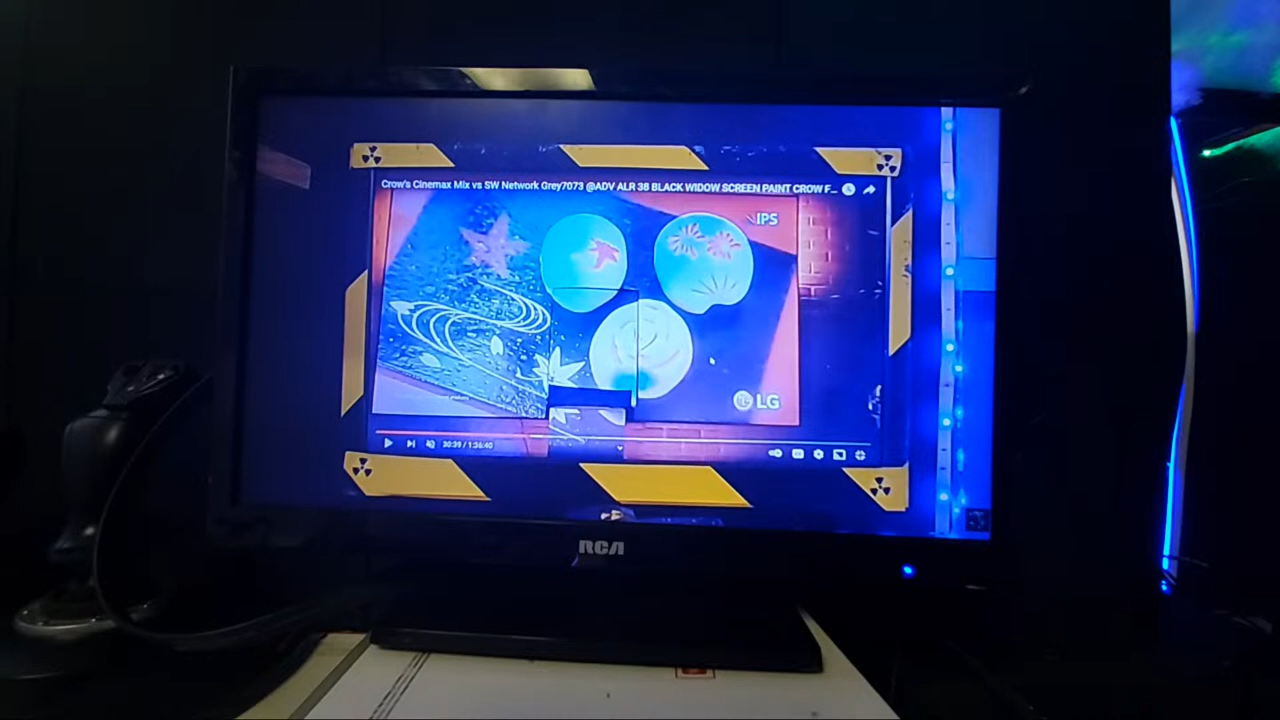 Crow's Cinemax Mix vs SW Network Grey7073 @ADV ALR 38 BLACK WIDOW SCREEN PAINT CROW F...
IPS
LG
30:39 / 1:36:40
RCA